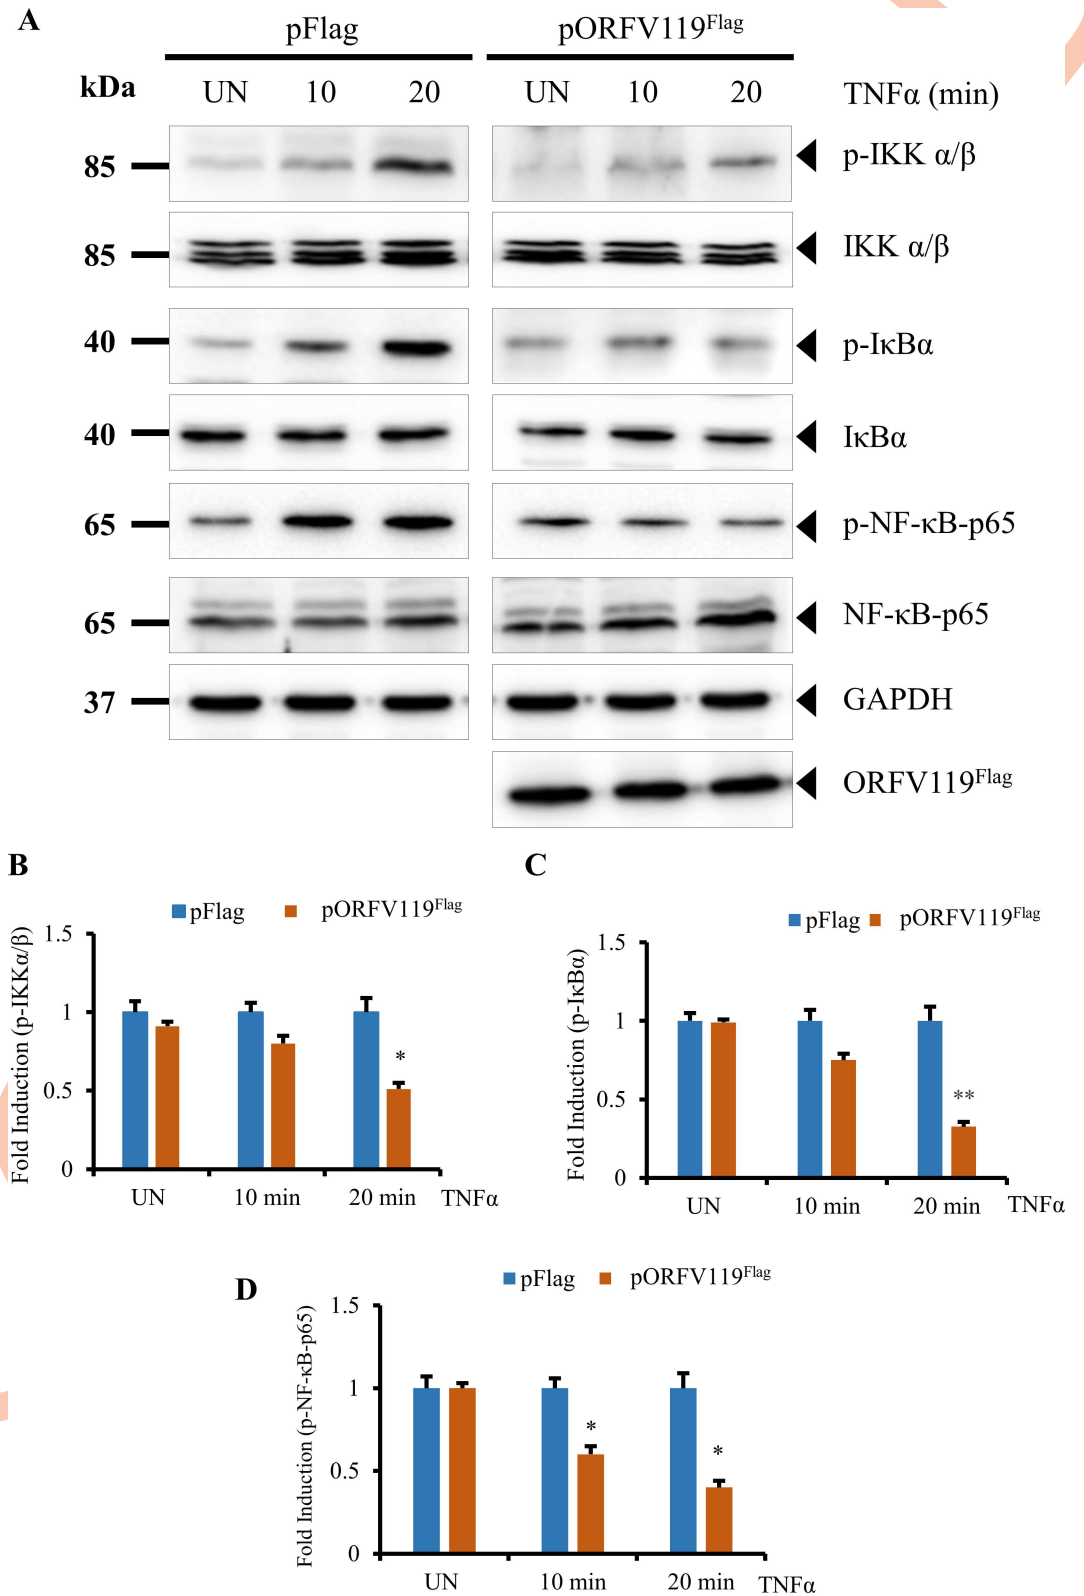 A
pFlag pORFV119Flag
kDa UN 10 20 UN 10 20 TNFα (min)
85 p-IKK α/β
85 IKK α/β
40 p-IκBα
40 IκBα
65 p-NF-κB-p65
65 NF-κB-p65
37 GAPDH
ORFV119Flag
B
pFlag pORFV119Flag
Fold Induction (p-IKKα/β)
1.5
1
0.5
0
*
UN 10 min 20 min TNFα
C
pFlag pORFV119Flag
Fold Induction (p-IκBα)
1.5
1
0.5
0
**
UN 10 min 20 min TNFα
D
pFlag pORFV119Flag
Fold Induction (p-NF-κB-p65)
1.5
1
0.5
0
* *
UN 10 min 20 min TNFα